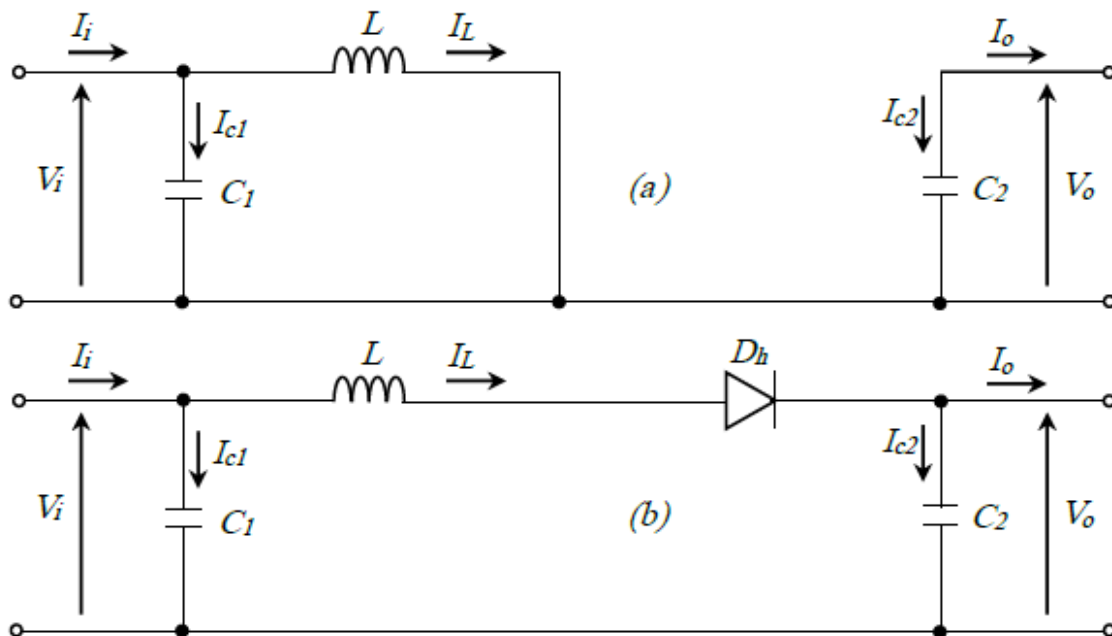 Ii L IL Io
Ic1 Ic2
Vi C1 (a) C2 Vo
Ii L IL Dh Io
Ic1 Ic2
Vi C1 (b) C2 Vo